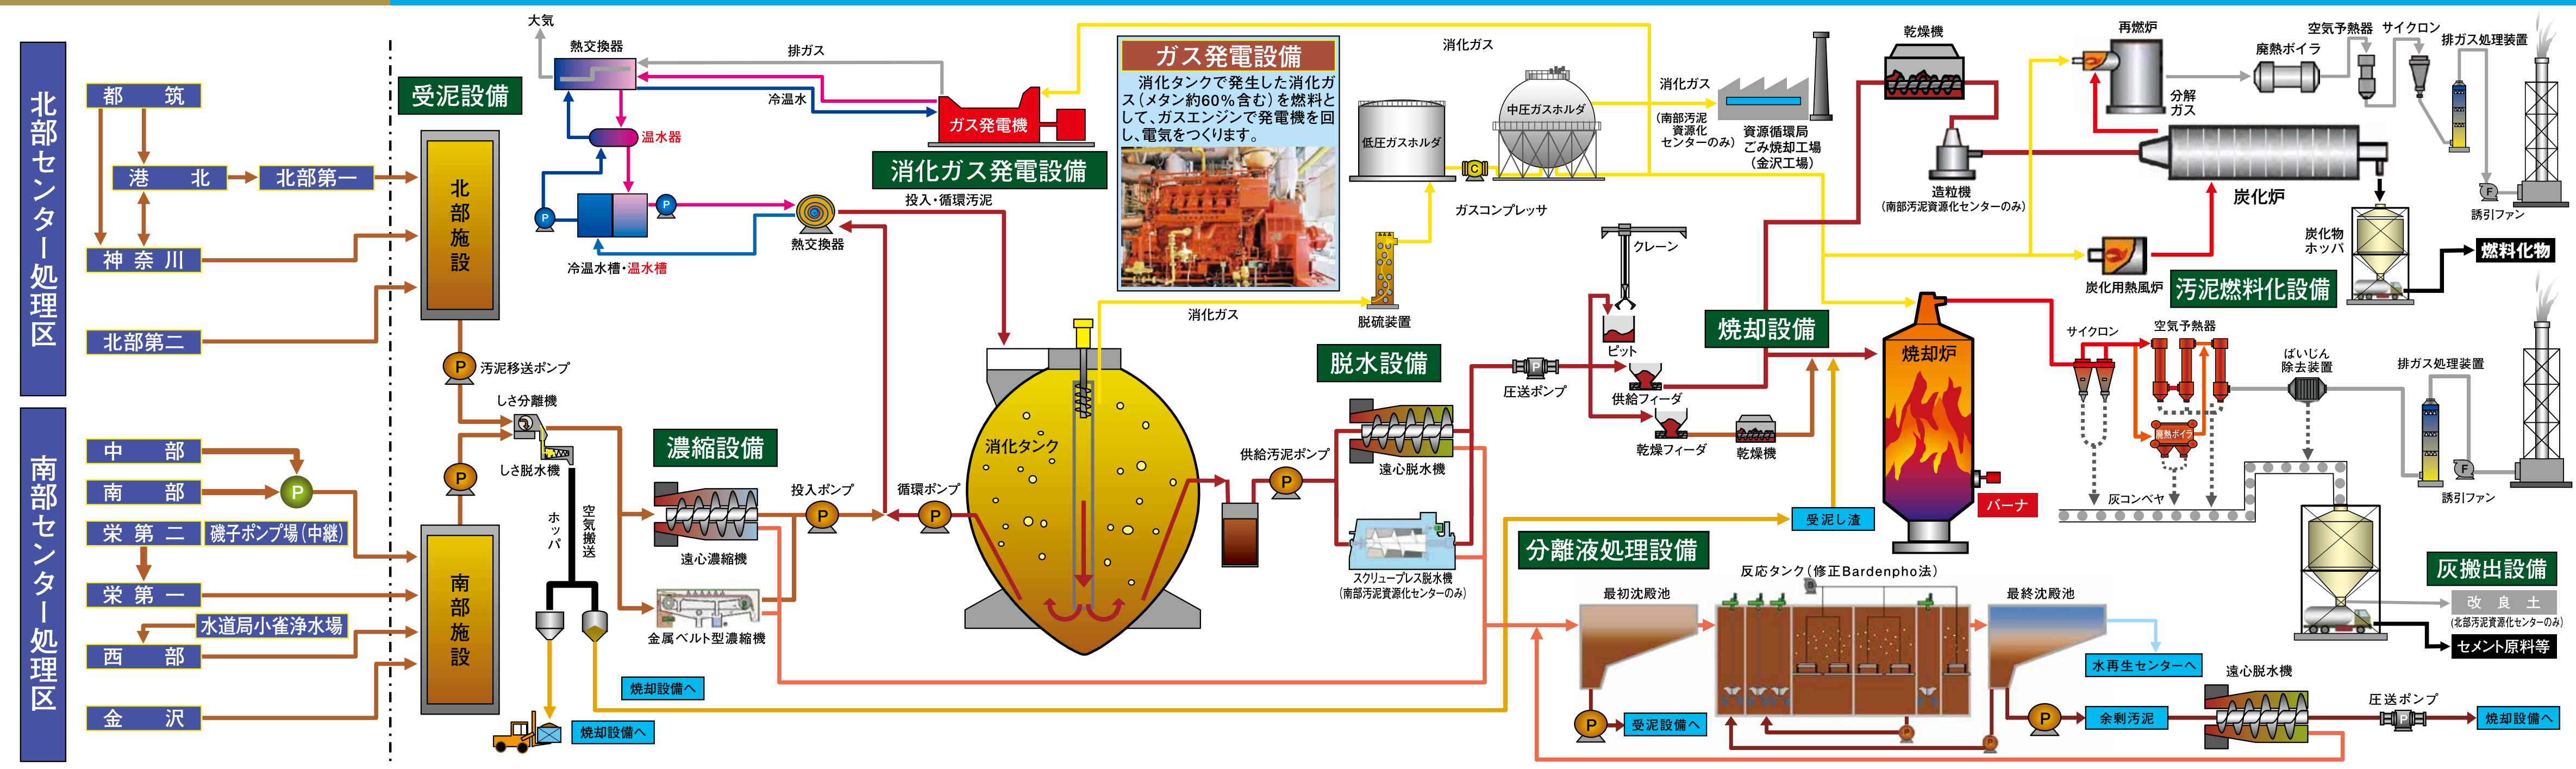 北部センター処理区
都筑
港北
北部第一
神奈川
北部第二
南部センター処理区
中部
南部
P
栄第二
磯子ポンプ場（中継）
栄第一
水道局小雀浄水場
西部
金沢
受泥設備
北部施設
P
汚泥移送ポンプ
しさ分離機
しさ脱水機
P
南部施設
ホッパ
空気搬送
焼却設備へ
焼却設備へ
大気
熱交換器
排ガス
冷温水
温水器
P
P
冷温水槽・温水槽
熱交換器
ガス発電機
消化ガス発電設備
投入・循環汚泥
濃縮設備
遠心濃縮機
金属ベルト型濃縮機
投入ポンプ
P
循環ポンプ
P
消化タンク
ガス発電設備
消化タンクで発生した消化ガ
ス（メタン約60％含む）を燃料と
して、ガスエンジンで発電機を回
し、電気をつくります。
消化ガス
脱硫装置
消化ガス
低圧ガスホルダ
C
ガスコンプレッサ
中圧ガスホルダ
消化ガス
（南部汚泥
資源化
センターのみ）
資源循環局
ごみ焼却工場
（金沢工場）
供給汚泥ポンプ
P
脱水設備
遠心脱水機
スクリュープレス脱水機
（南部汚泥資源化センターのみ）
圧送ポンプ
P
クレーン
ピット
供給フィーダ
乾燥フィーダ
乾燥機
焼却設備
焼却炉
バーナ
受泥し渣
乾燥機
造粒機
（南部汚泥資源化センターのみ）
再燃炉
分解
ガス
廃熱ボイラ
空気予熱器
サイクロン
排ガス処理装置
F
誘引ファン
炭化炉
炭化用熱風炉
汚泥燃料化設備
炭化物
ホッパ
燃料化物
サイクロン
空気予熱器
廃熱ボイラ
ばいじん
除去装置
排ガス処理装置
F
誘引ファン
灰コンベヤ
灰搬出設備
改良土
（北部汚泥資源化センターのみ）
セメント原料等
分離液処理設備
最初沈殿池
P
受泥設備へ
反応タンク（修正Bardenpho法）
P
P
最終沈殿池
水再生センターへ
P
余剰汚泥
遠心脱水機
圧送ポンプ
P
焼却設備へ